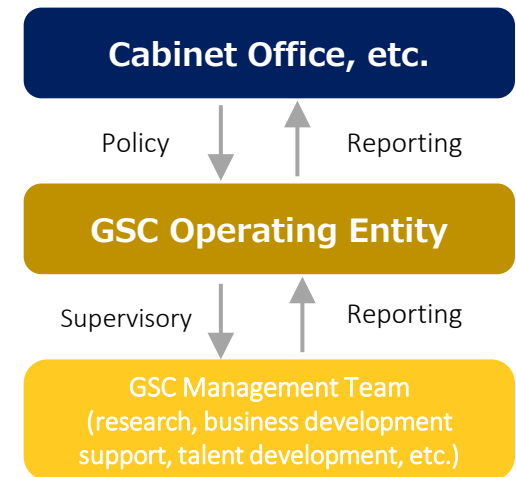 Cabinet Office, etc.
Policy
Reporting
GSC Operating Entity
Supervisory
Reporting
GSC Management Team
(research, business development
support, talent development, etc.)